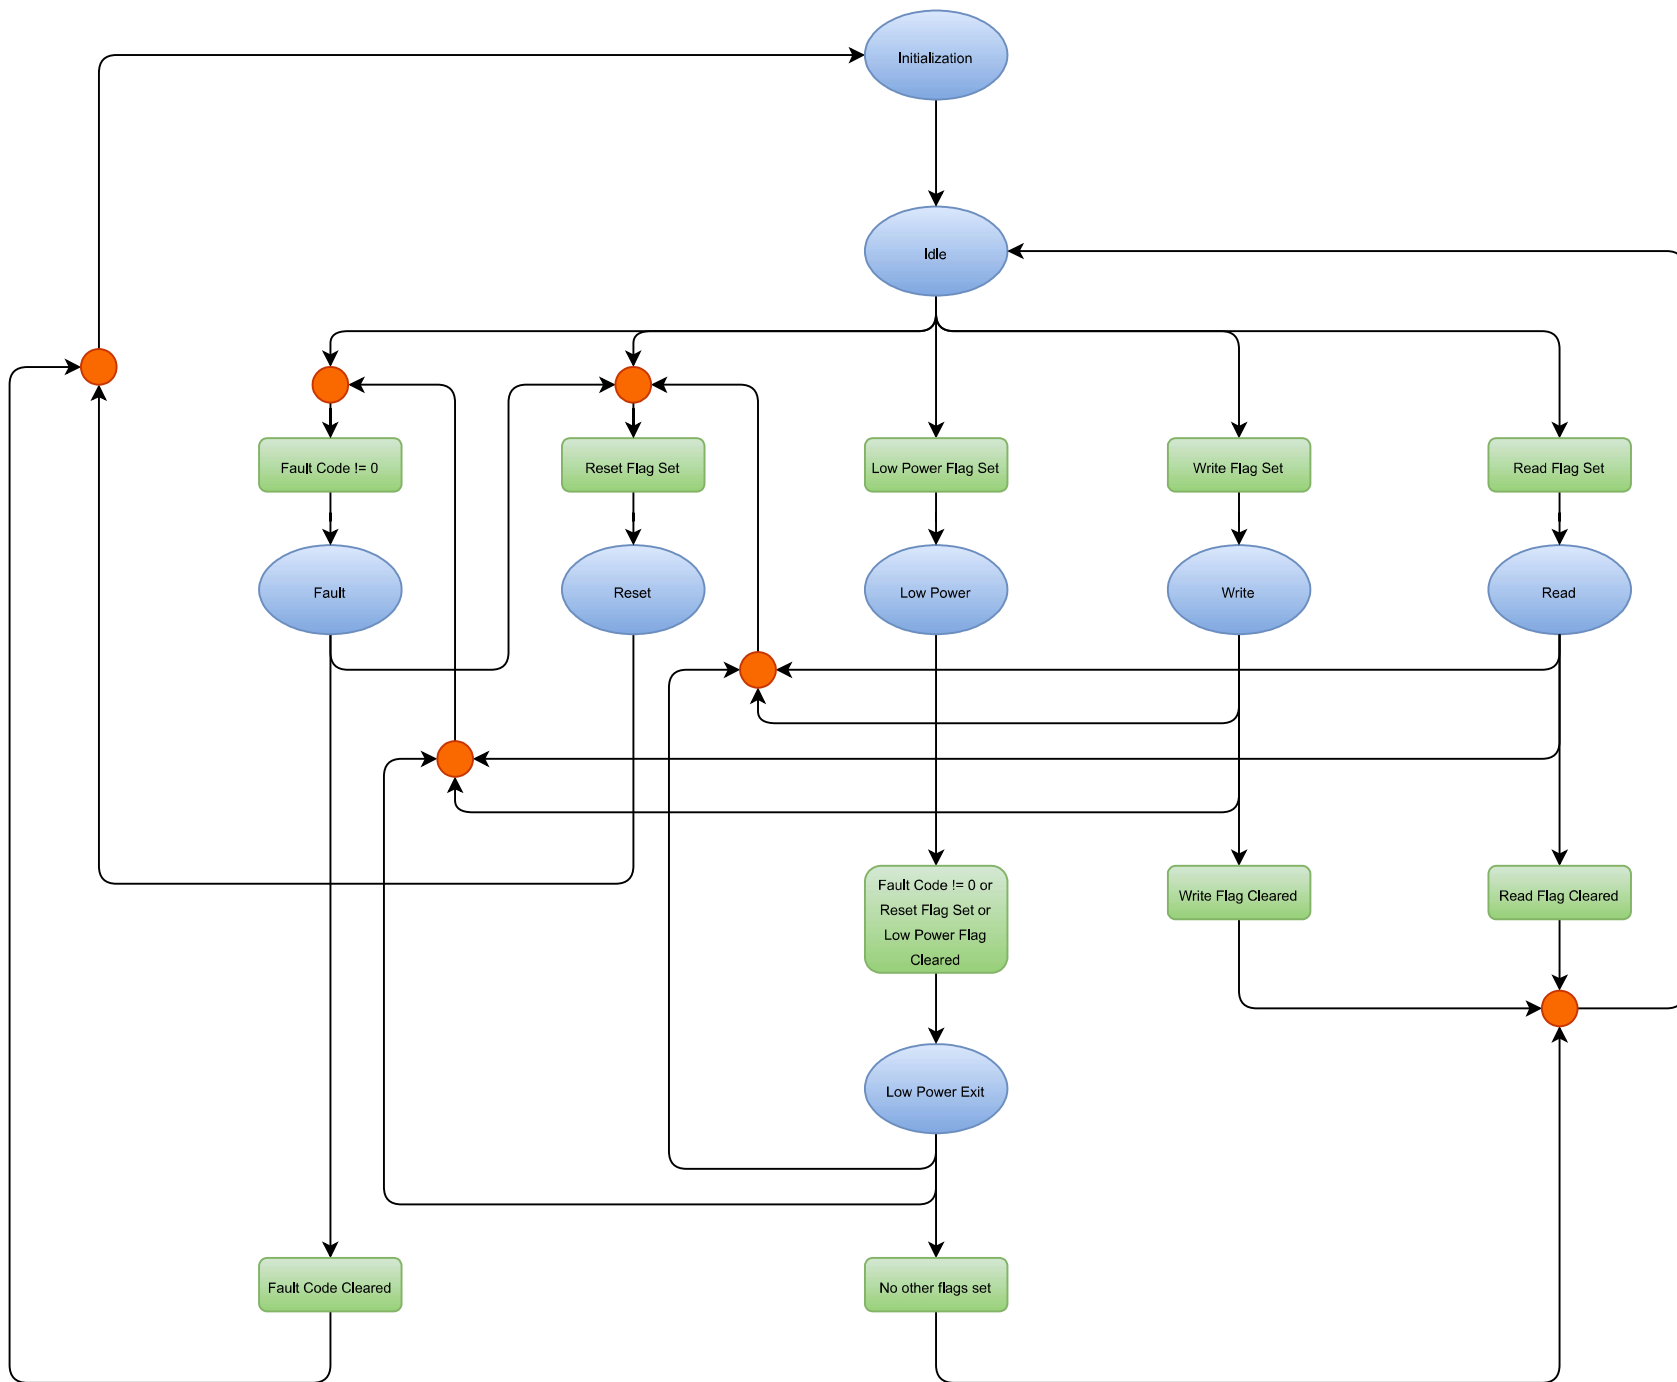 Initialization
Idle
Fault Code != 0
Reset Flag Set
Low Power Flag Set
Write Flag Set
Read Flag Set
Fault
Reset
Low Power
Write
Read
Fault Code != 0 or
Reset Flag Set or
Low Power Flag
Cleared
Write Flag Cleared
Read Flag Cleared
Low Power Exit
Fault Code Cleared
No other flags set